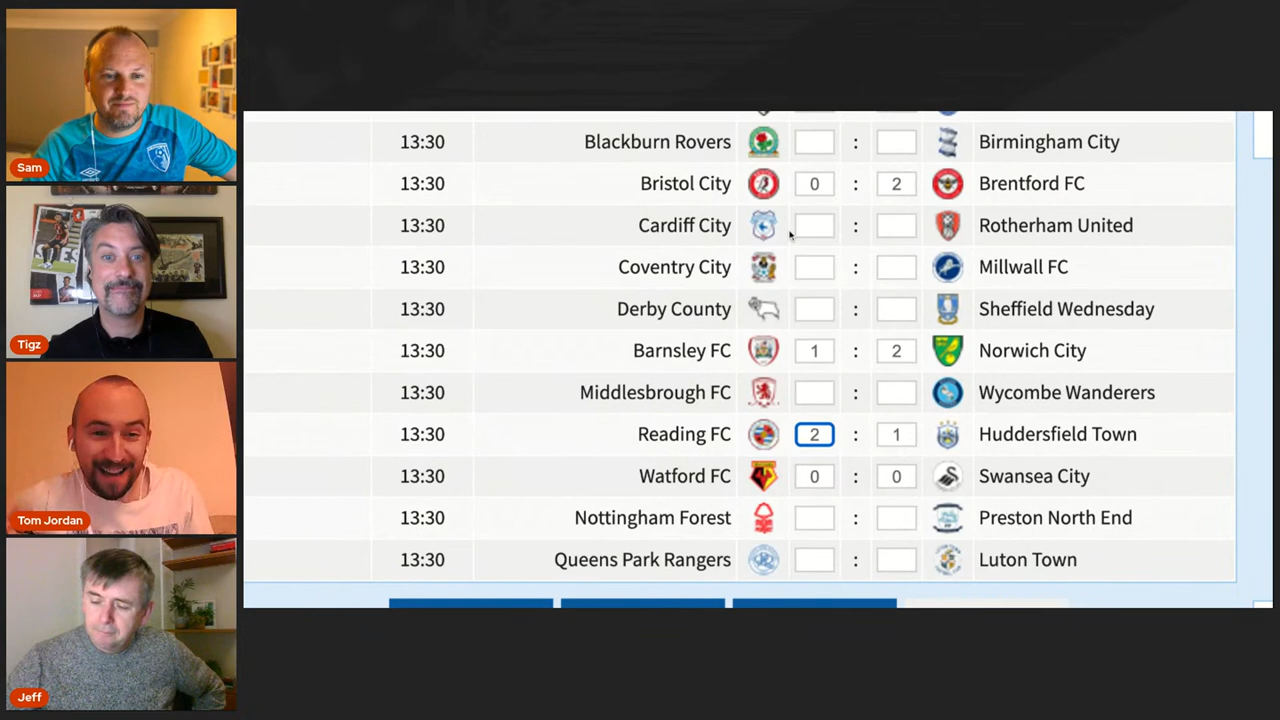 Sam
Tigz
Tom Jordan
Jeff
13:30 Blackburn Rovers : Birmingham City
13:30 Bristol City 0 : 2 Brentford FC
13:30 Cardiff City : Rotherham United
13:30 Coventry City : Millwall FC
13:30 Derby County : Sheffield Wednesday
13:30 Barnsley FC 1 : 2 Norwich City
13:30 Middlesbrough FC : Wycombe Wanderers
13:30 Reading FC 2 : 1 Huddersfield Town
13:30 Watford FC 0 : 0 Swansea City
13:30 Nottingham Forest : Preston North End
13:30 Queens Park Rangers : Luton Town